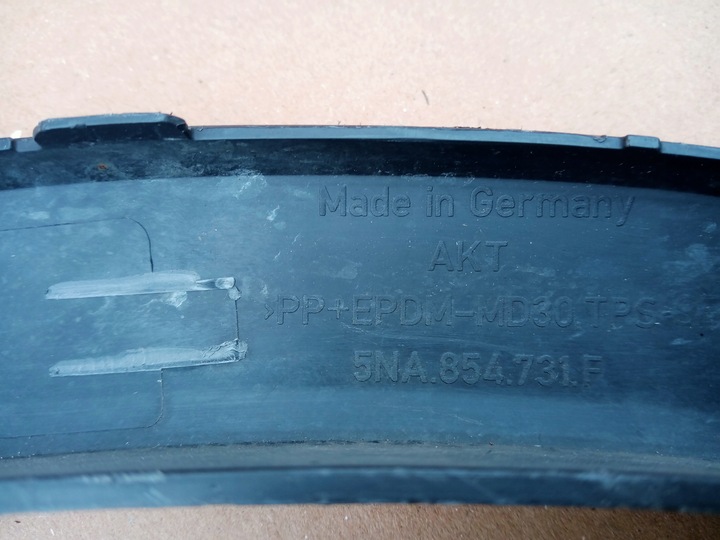 Made in Germany
AKT
>PP+EPDM-MD30 TPS<
5NA.854.731.F